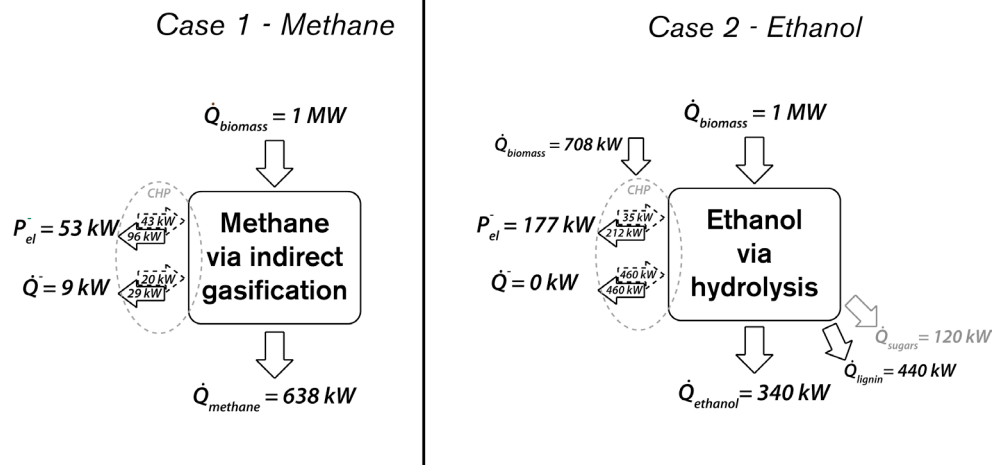 Case 1 - Methane
Q̇biomass = 1 MW
CHP
Methane
via indirect
gasification
P⁻el = 53 kW
43 kW
96 kW
Q̇⁻ = 9 kW
20 kW
29 kW
Q̇methane = 638 kW
Case 2 - Ethanol
Q̇biomass = 1 MW
Q̇biomass = 708 kW
CHP
Ethanol
via
hydrolysis
P⁻el = 177 kW
35 kW
212 kW
Q̇⁻ = 0 kW
460 kW
460 kW
Q̇sugars = 120 kW
Q̇lignin = 440 kW
Q̇ethanol = 340 kW